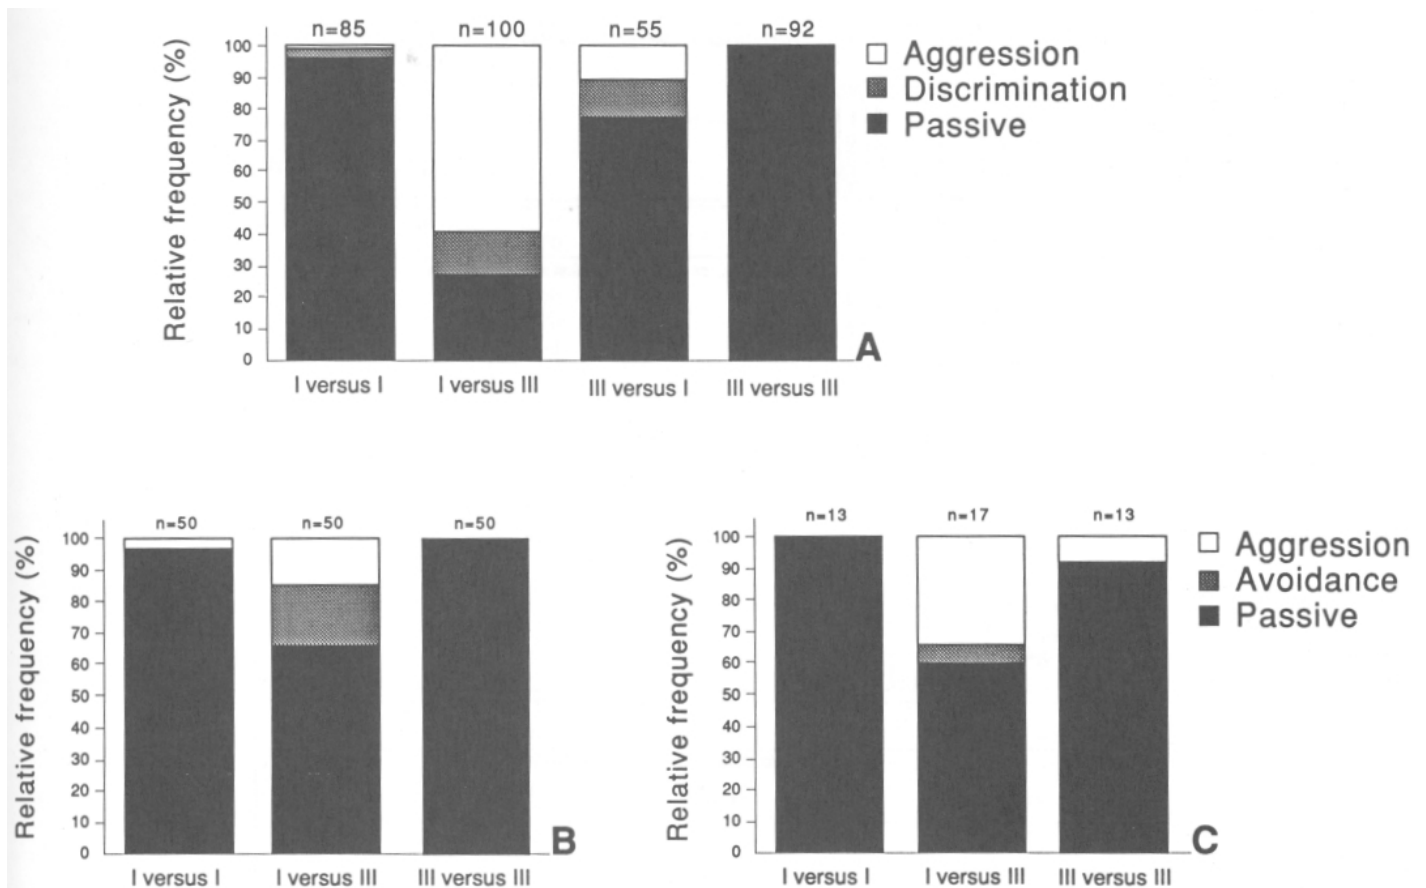 n=85 n=100 n=55 n=92
Relative frequency (%)
100
90
80
70
60
50
40
30
20
10
0
Aggression
Discrimination
Passive
A
I versus I I versus III III versus I III versus III
n=50 n=50 n=50
Relative frequency (%)
100
90
80
70
60
50
40
30
20
10
0
B
I versus I I versus III III versus III
n=13 n=17 n=13
Relative frequency (%)
100
90
80
70
60
50
40
30
20
10
0
Aggression
Avoidance
Passive
C
I versus I I versus III III versus III